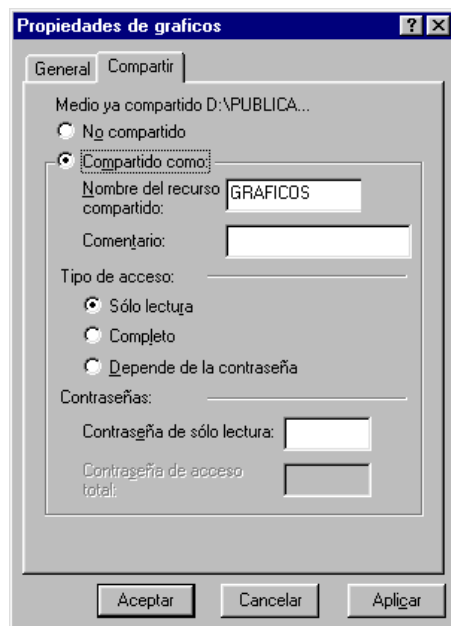 Propiedades de graficos
General Compartir
Medio ya compartido D:\PUBLICA...
No compartido
Compartido como:
Nombre del recurso compartido: GRAFICOS
Comentario:
Tipo de acceso:
Sólo lectura
Completo
Depende de la contraseña
Contraseñas:
Contraseña de sólo lectura:
Contraseña de acceso
total:
Aceptar Cancelar Aplicar